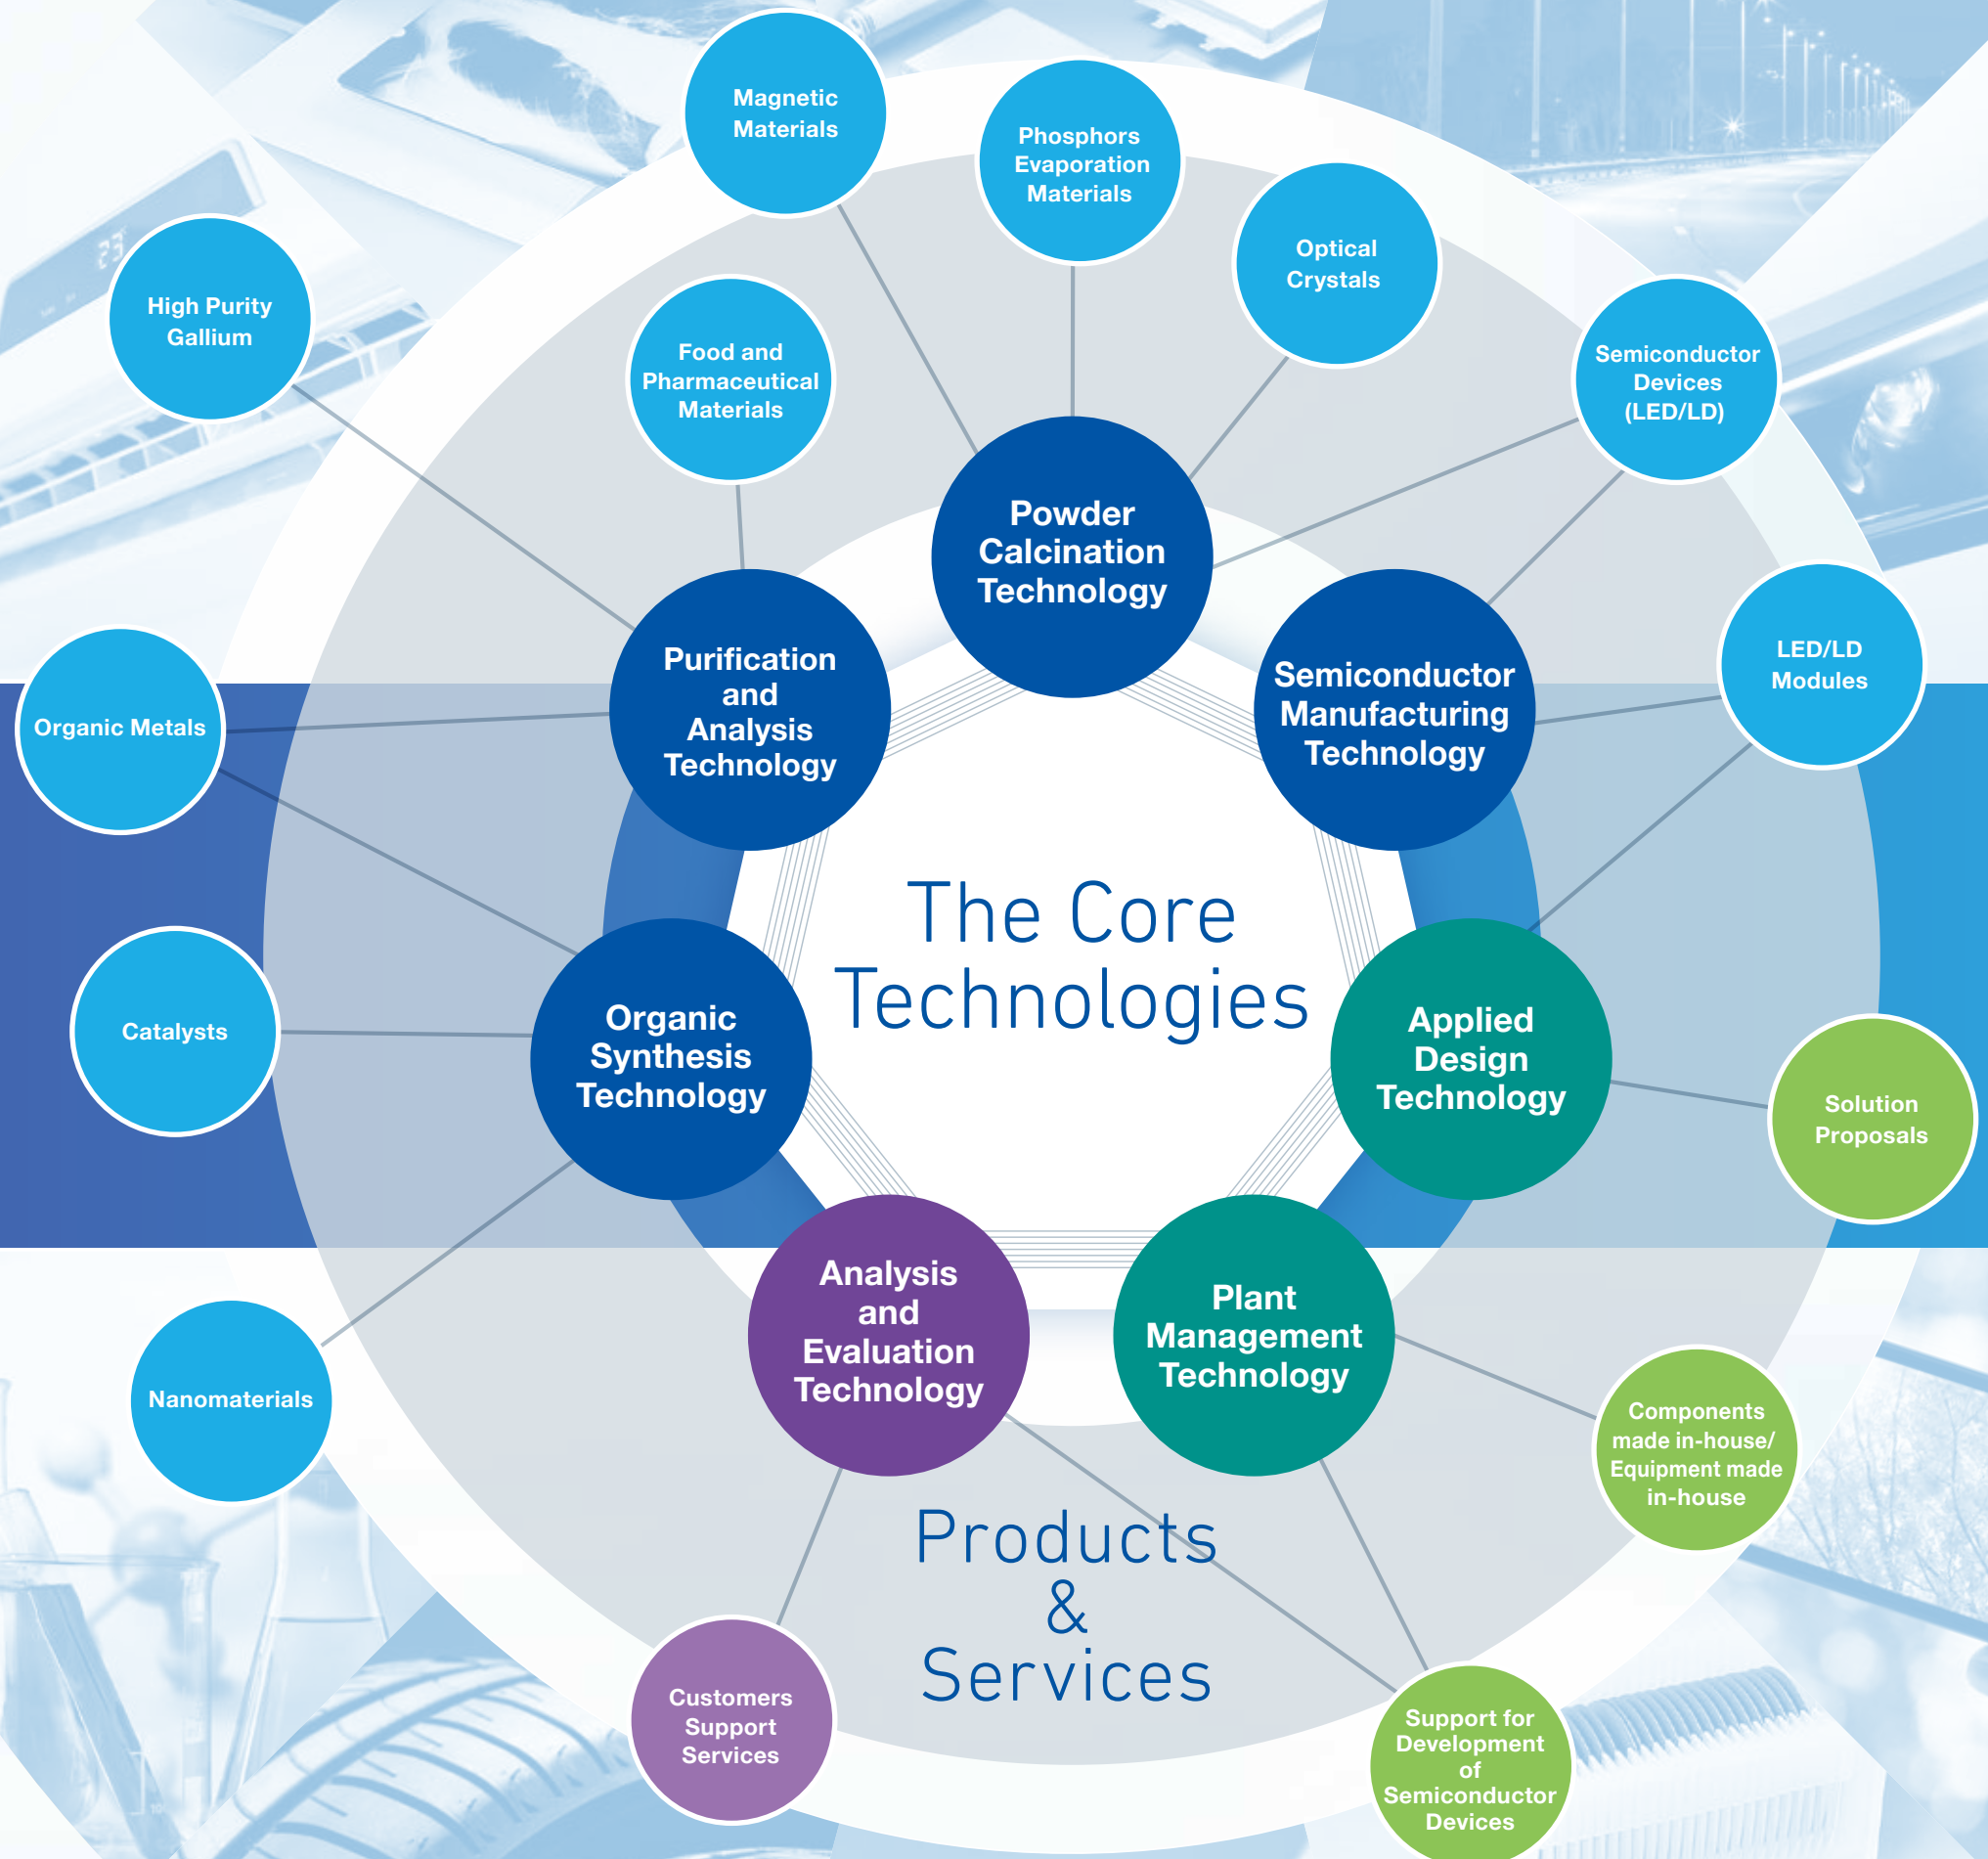 Magnetic
Materials
Phosphors
Evaporation
Materials
Optical
Crystals
High Purity
Gallium
Food and
Pharmaceutical
Materials
Semiconductor
Devices
(LED/LD)
Powder
Calcination
Technology
Purification
and
Analysis
Technology
Semiconductor
Manufacturing
Technology
LED/LD
Modules
Organic Metals
The Core
Technologies
Catalysts
Organic
Synthesis
Technology
Applied
Design
Technology
Solution
Proposals
Analysis
and
Evaluation
Technology
Plant
Management
Technology
Nanomaterials
Components
made in-house/
Equipment made
in-house
Products
&
Services
Customers
Support
Services
Support for
Development
of
Semiconductor
Devices
23